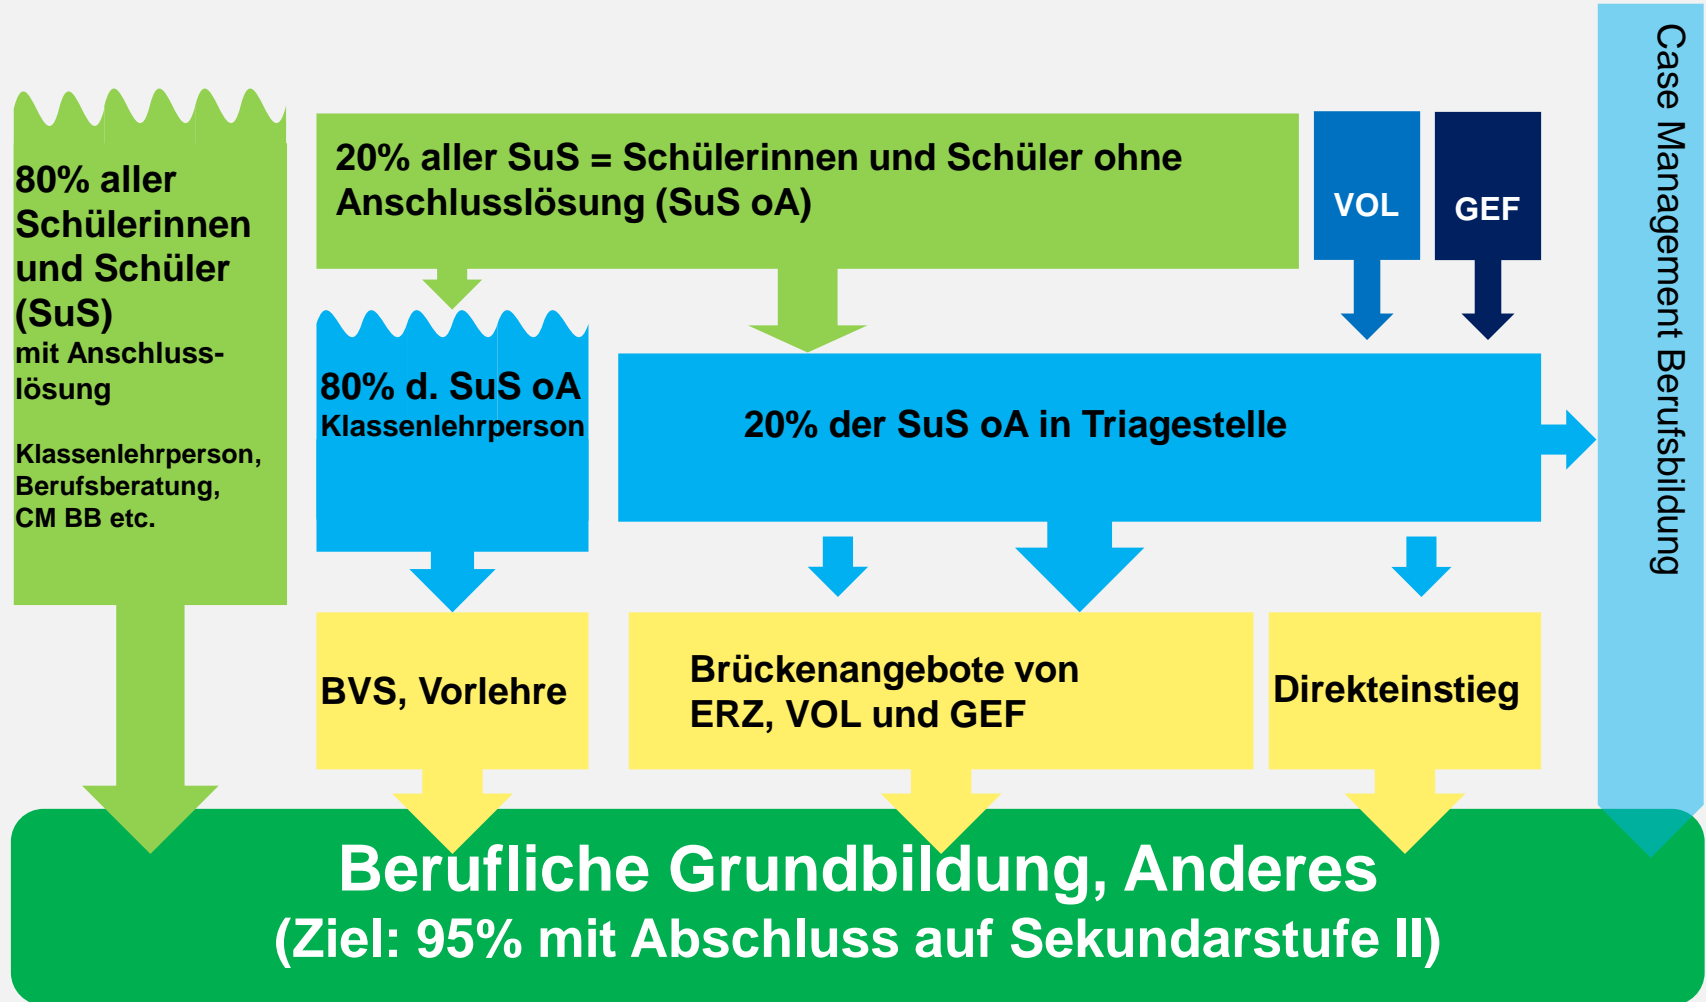 80% aller
Schülerinnen
und Schüler
(SuS)
mit Anschluss-
lösung
Klassenlehrperson,
Berufsberatung,
CM BB etc.
20% aller SuS = Schülerinnen und Schüler ohne
Anschlusslösung (SuS oA)
VOL
GEF
Case Management Berufsbildung
80% d. SuS oA
Klassenlehrperson
20% der SuS oA in Triagestelle
BVS, Vorlehre
Brückenangebote von
ERZ, VOL und GEF
Direkteinstieg
Berufliche Grundbildung, Anderes
(Ziel: 95% mit Abschluss auf Sekundarstufe II)